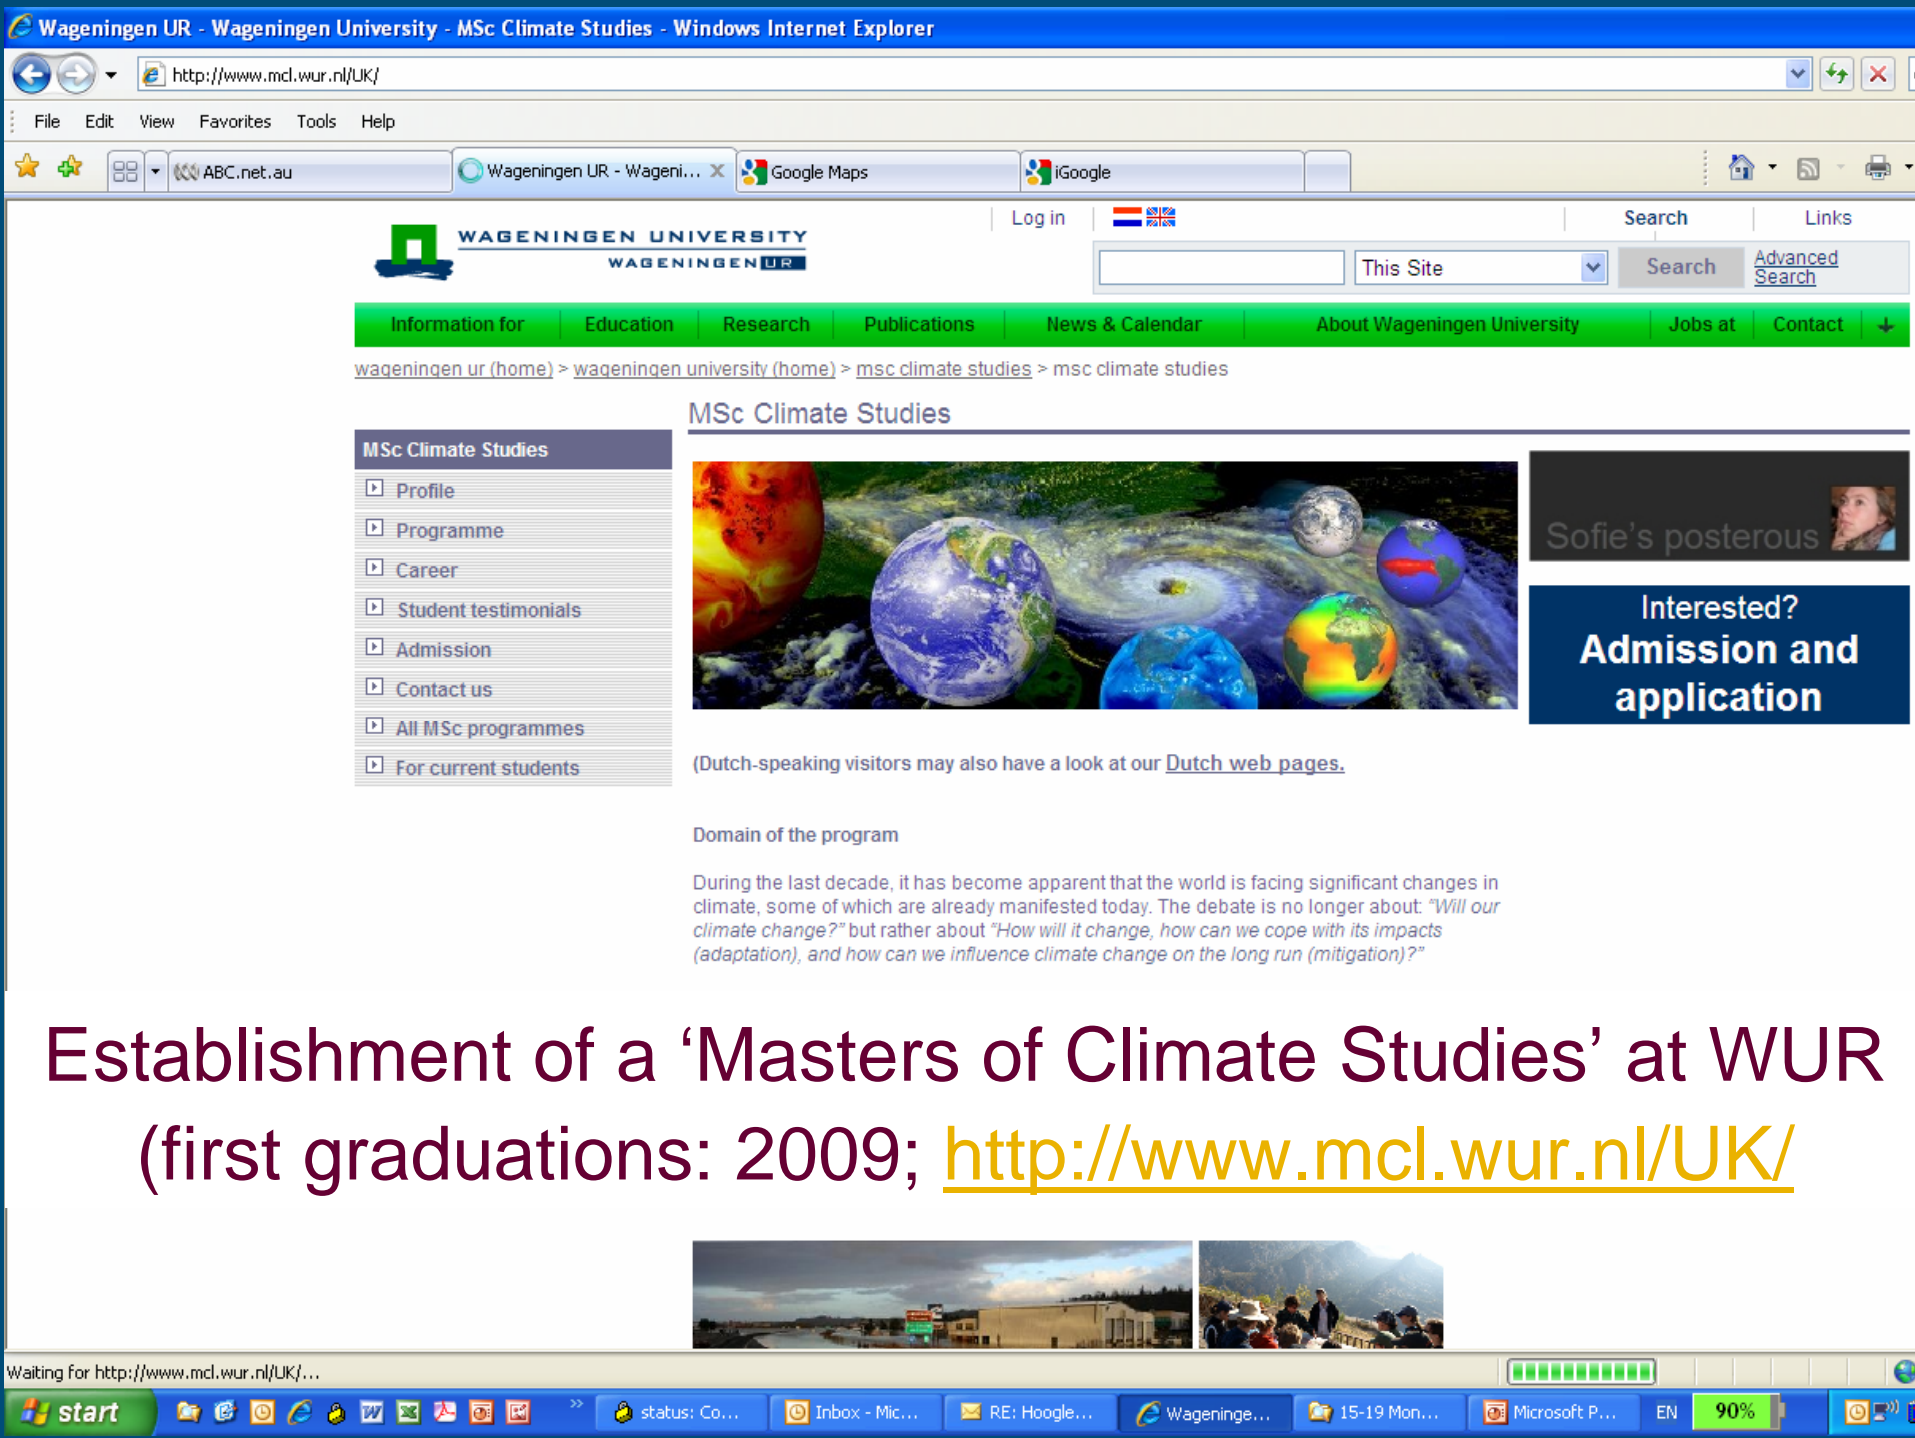 Wageningen UR - Wageningen University - MSc Climate Studies - Windows Internet Explorer
http://www.mcl.wur.nl/UK/
File Edit View Favorites Tools Help
ABC.net.au Wageningen UR - Wageni... Google Maps iGoogle
Log in Search Links
WAGENINGEN UNIVERSITY
WAGENINGEN UR
This Site Search Advanced
Search
Information for Education Research Publications News & Calendar About Wageningen University Jobs at Contact
wageningen ur (home) > wageningen university (home) > msc climate studies > msc climate studies
MSc Climate Studies
MSc Climate Studies
Profile
Programme
Career
Student testimonials
Admission
Contact us
All MSc programmes
For current students
Sofie's posterous
Interested?
Admission and
application
(Dutch-speaking visitors may also have a look at our Dutch web pages.
Domain of the program
During the last decade, it has become apparent that the world is facing significant changes in
climate, some of which are already manifested today. The debate is no longer about: "Will our
climate change?" but rather about "How will it change, how can we cope with its impacts
(adaptation), and how can we influence climate change on the long run (mitigation)?"
Establishment of a ‘Masters of Climate Studies’ at WUR
(first graduations: 2009; http://www.mcl.wur.nl/UK/
Waiting for http://www.mcl.wur.nl/UK/...
start status: Co... Inbox - Mic... RE: Hoogle... Wageninge... 15-19 Mon... Microsoft P... EN 90%